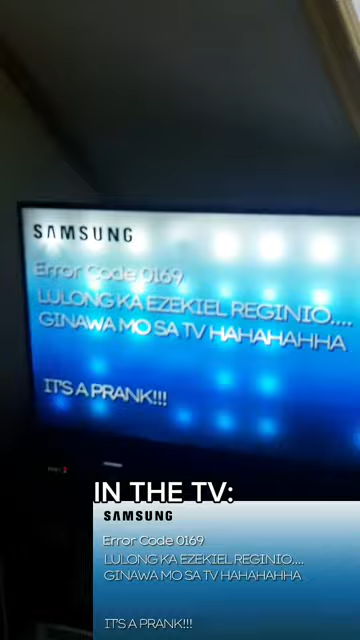 SAMSUNG
Error Code 0169
LULONG KA EZEKIEL REGINIO....
GINAWA MO SA TV HAHAHAHHA
IT'S A PRANK!!!
IN THE TV:
SAMSUNG
Error Code 0169
LULONG KA EZEKIEL REGINIO....
GINAWA MO SA TV HAHAHAHHA
IT'S A PRANK!!!